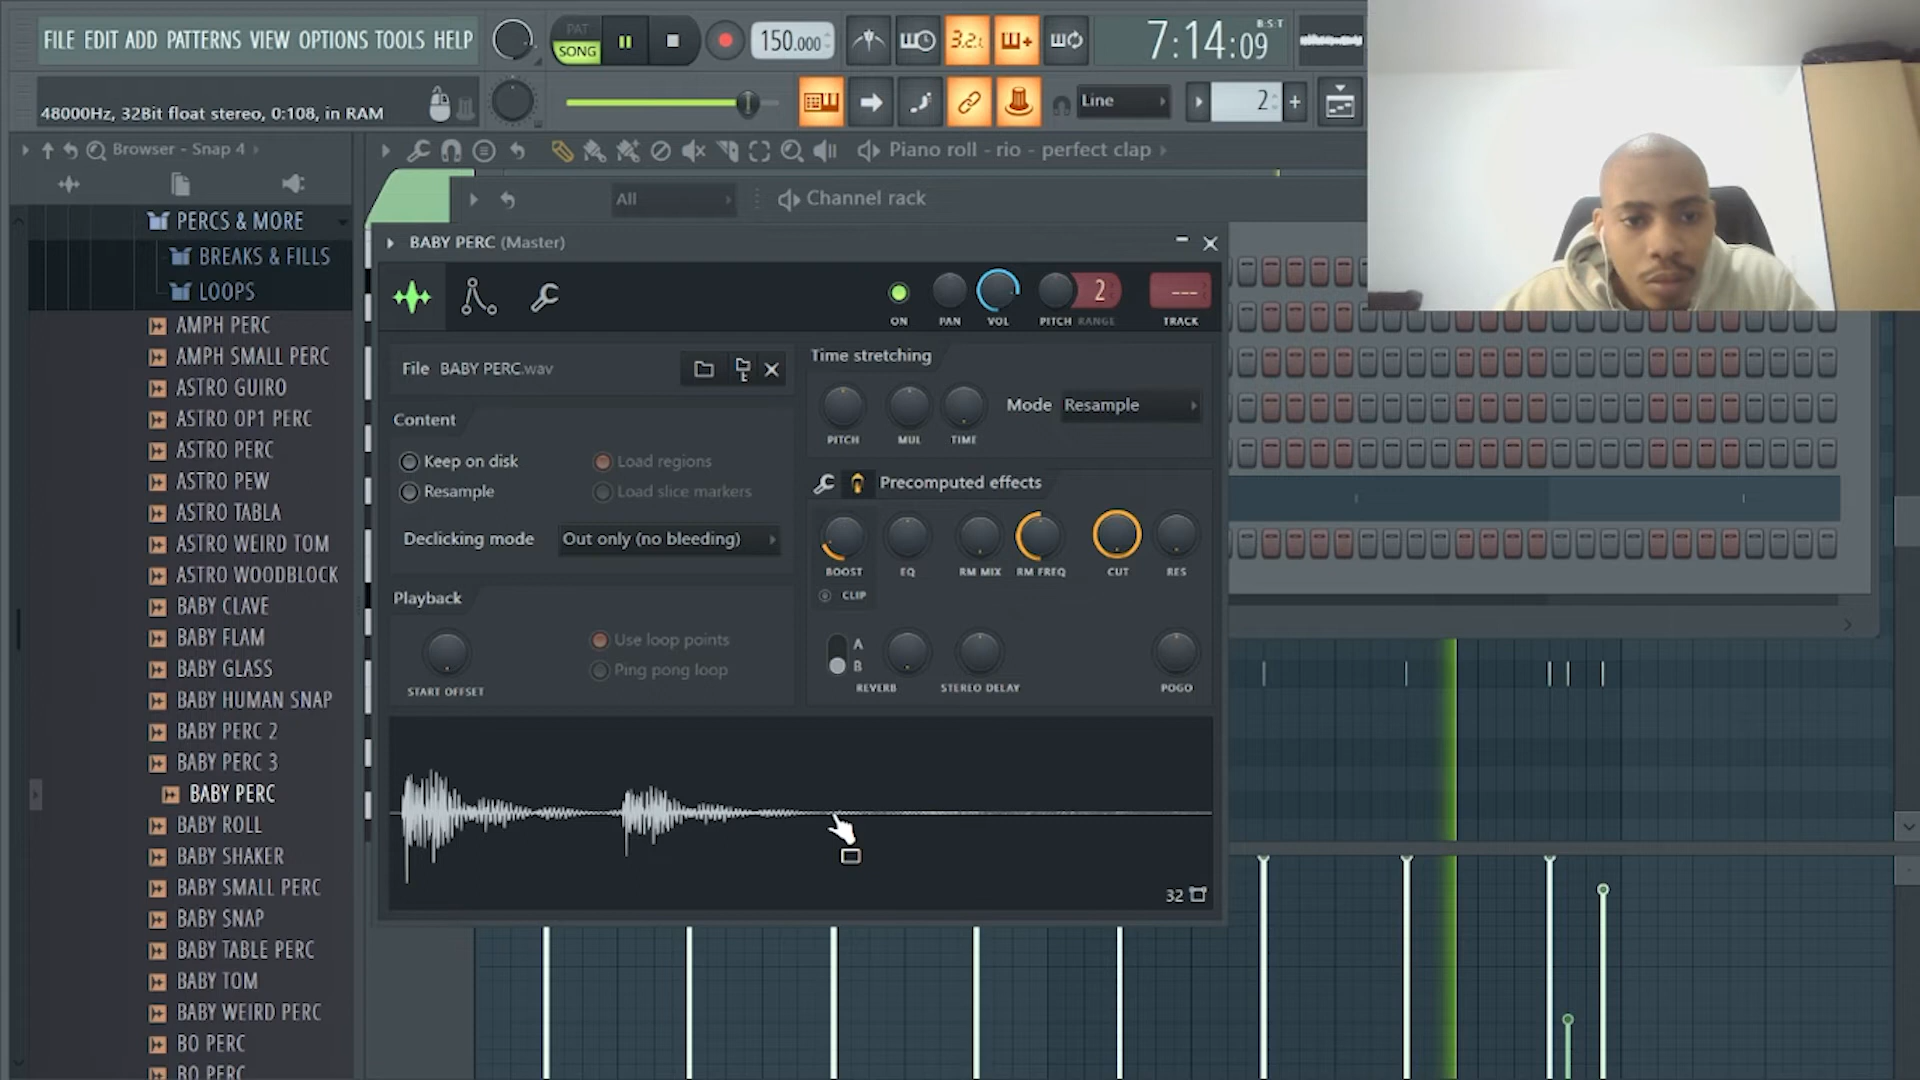 FILE EDIT ADD PATTERNS VIEW OPTIONS TOOLS HELP
PAT
SONG
150.000
3.2.
7:14:09
B:S:T
48000Hz, 32Bit float stereo, 0:108, in RAM
Line
2
Browser - Snap 4
Piano roll - rio - perfect clap
All
Channel rack
PERCS & MORE
BREAKS & FILLS
LOOPS
AMPH PERC
AMPH SMALL PERC
ASTRO GUIRO
ASTRO OP1 PERC
ASTRO PERC
ASTRO PEW
ASTRO TABLA
ASTRO WEIRD TOM
ASTRO WOODBLOCK
BABY CLAVE
BABY FLAM
BABY GLASS
BABY HUMAN SNAP
BABY PERC 2
BABY PERC 3
BABY PERC
BABY ROLL
BABY SHAKER
BABY SMALL PERC
BABY SNAP
BABY TABLE PERC
BABY TOM
BABY WEIRD PERC
BO PERC
BO PERC
BABY PERC (Master)
2
---
ON
PAN
VOL
PITCH
RANGE
TRACK
File BABY PERC.wav
Content
Keep on disk
Load regions
Resample
Load slice markers
Declicking mode
Out only (no bleeding)
Playback
START OFFSET
Use loop points
Ping pong loop
Time stretching
PITCH
MUL
TIME
Mode
Resample
Precomputed effects
BOOST
EQ
RM MIX
RM FREQ
CUT
RES
CLIP
A
B
REVERB
STEREO DELAY
POGO
32